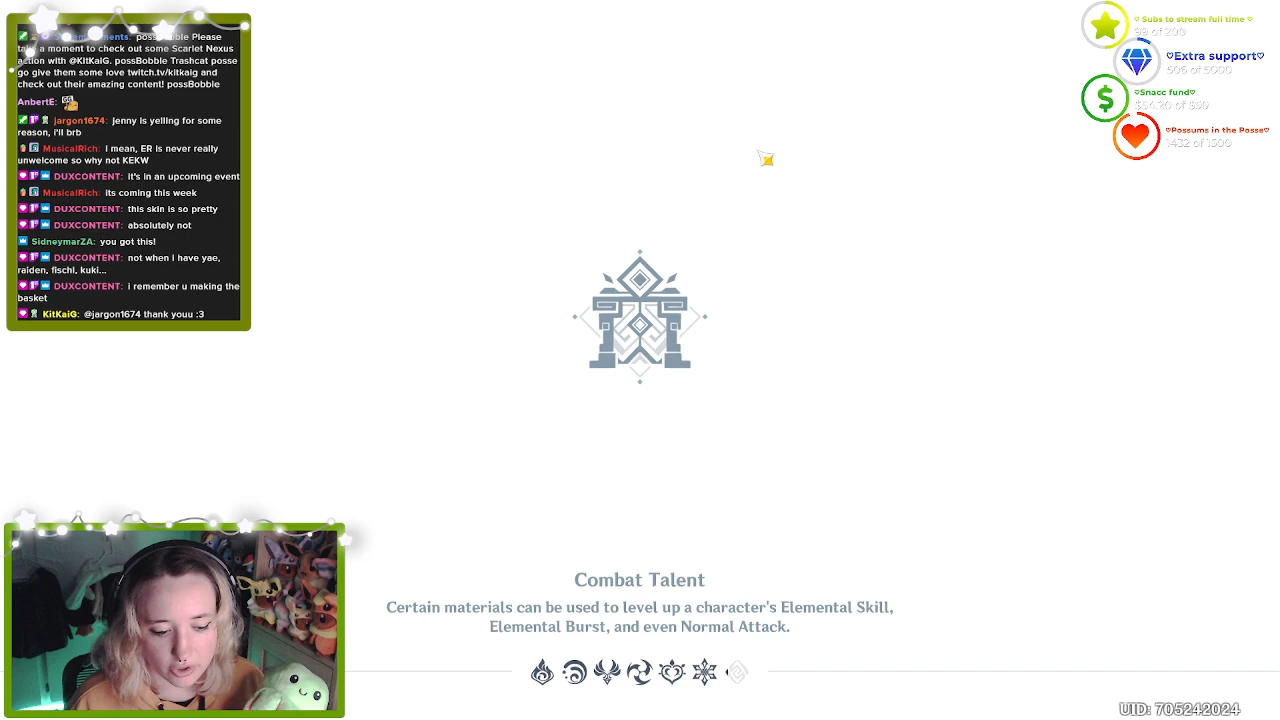 possBobble Please
take a moment to check out some Scarlet Nexus
action with @KitKaiG. possBobble Trashcat posse
go give them some love twitch.tv/kitkaig and
check out their amazing content! possBobble
AnbertE:
jargon1674: Jenny is yelling for some
reason, i'll brb
MusicalRich: I mean, ER is never really
unwelcome so why not KEKW
DUXCONTENT: it's in an upcoming event
MusicalRich: its coming this week
DUXCONTENT: this skin is so pretty
DUXCONTENT: absolutely not
SidneymarZA: you got this!
DUXCONTENT: not when i have yae,
raiden, fischl, kuki...
DUXCONTENT: i remember u making the
basket
KitKaiG: @jargon1674 thank youu :3
♡ Subs to stream full time ♡
99 of 200
♡Extra support♡
506 of 5000
♡Snacc fund♡
♡Possums in the Posse♡
1432 of 1500
Combat Talent
Certain materials can be used to level up a character's Elemental Skill,
Elemental Burst, and even Normal Attack.
UID: 705242024